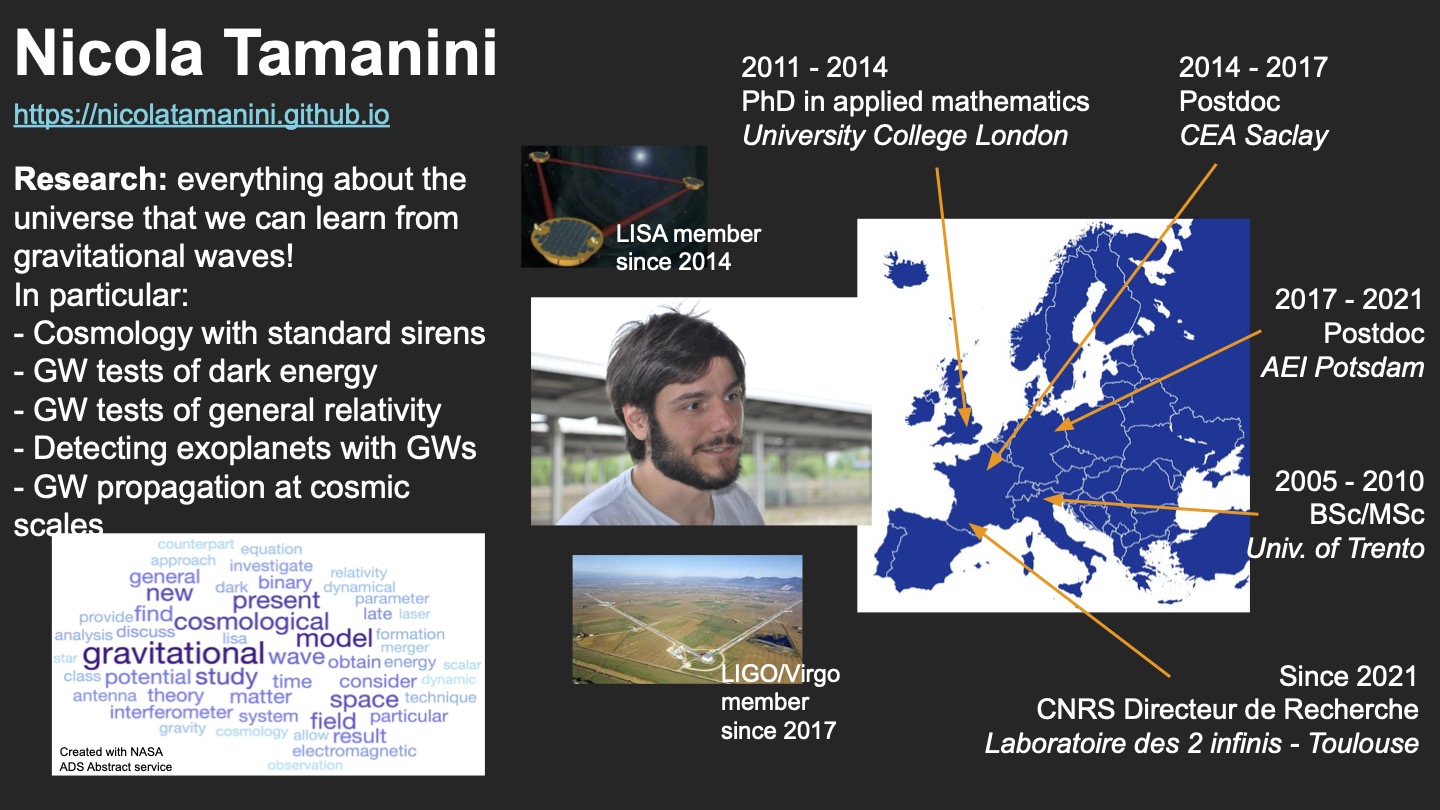 Nicola Tamanini
https://nicolatamanini.github.io
Research: everything about the
universe that we can learn from
gravitational waves!
In particular:
- Cosmology with standard sirens
- GW tests of dark energy
- GW tests of general relativity
- Detecting exoplanets with GWs
- GW propagation at cosmic
scales
counterpart equation
approach investigate
general dark binary relativity
new dynamical
present parameter
provide find cosmological late laser
analysis discuss lisa model formation
merger
star gravitational wave obtain energy scalar
class potential study time consider dynamic
antenna theory matter space technique
interferometer system field particular
gravity cosmology allow result
electromagnetic
observation
Created with NASA
ADS Abstract service
LISA member
since 2014
LIGO/Virgo
member
since 2017
2011 - 2014
PhD in applied mathematics
University College London
2014 - 2017
Postdoc
CEA Saclay
2017 - 2021
Postdoc
AEI Potsdam
2005 - 2010
BSc/MSc
Univ. of Trento
Since 2021
CNRS Directeur de Recherche
Laboratoire des 2 infinis - Toulouse